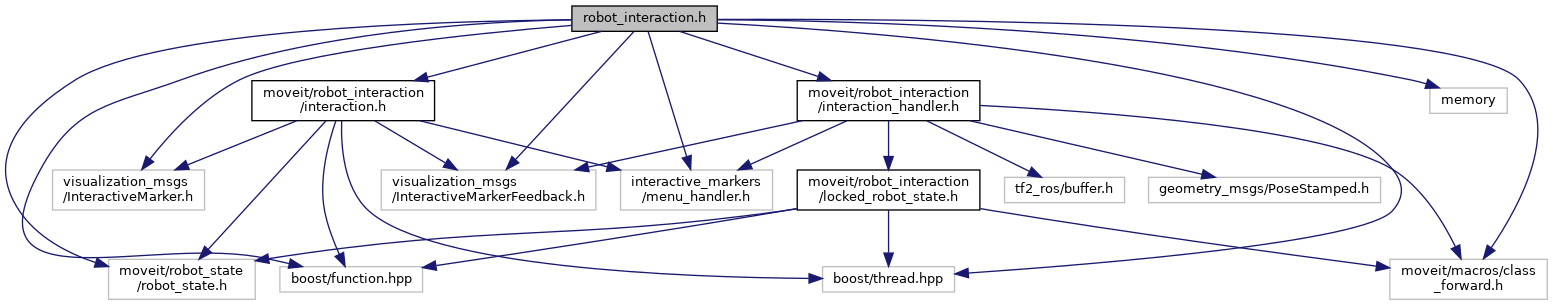 robot_interaction.h
moveit/robot_interaction
/interaction.h
moveit/robot_interaction
/interaction_handler.h
memory
visualization_msgs
/InteractiveMarker.h
visualization_msgs
/InteractiveMarkerFeedback.h
interactive_markers
/menu_handler.h
moveit/robot_interaction
/locked_robot_state.h
tf2_ros/buffer.h
geometry_msgs/PoseStamped.h
moveit/robot_state
/robot_state.h
boost/function.hpp
boost/thread.hpp
moveit/macros/class
_forward.h